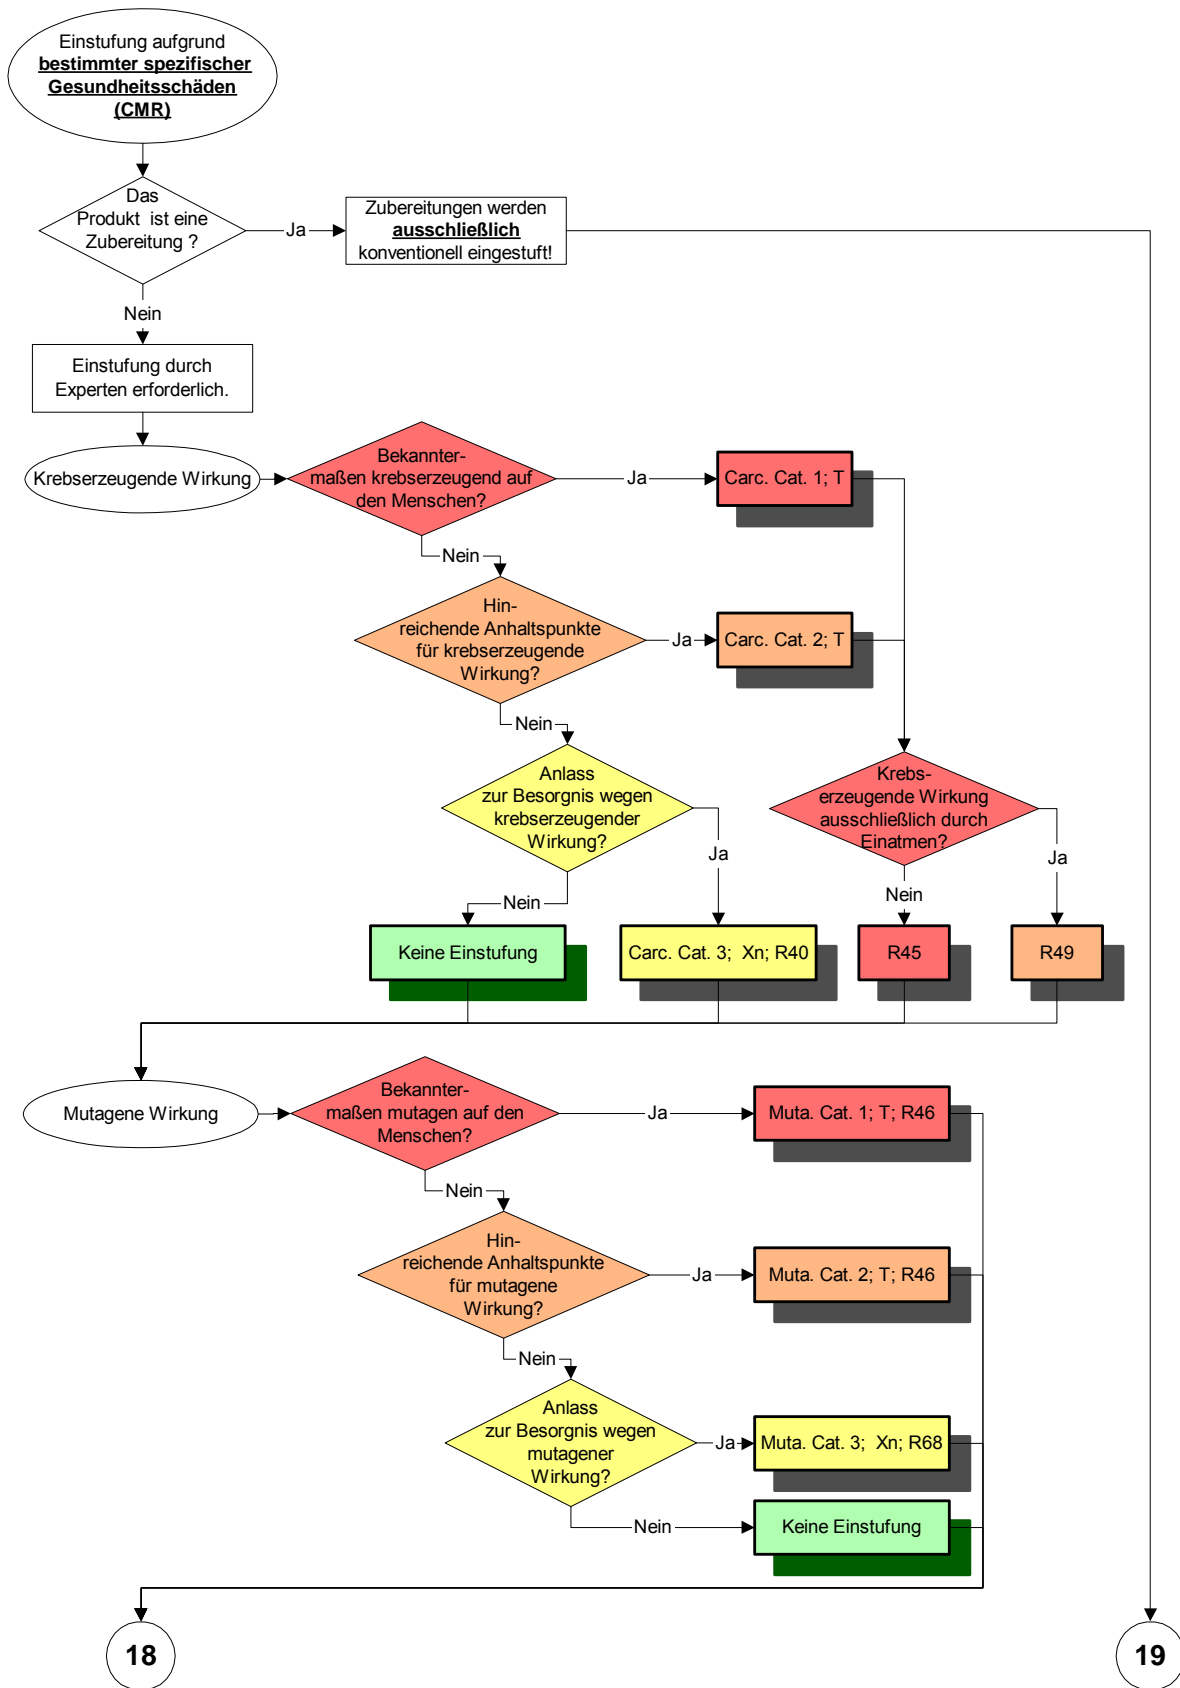 Einstufung aufgrund
bestimmter spezifischer
Gesundheitsschäden
(CMR)
Das
Produkt ist eine
Zubereitung ?
Ja
Zubereitungen werden
ausschließlich
konventionell eingestuft!
Nein
Einstufung durch
Experten erforderlich.
Krebserzeugende Wirkung
Bekannter-
maßen krebserzeugend auf
den Menschen?
Ja
Carc. Cat. 1; T
Nein
Hin-
reichende Anhaltspunkte
für krebserzeugende
Wirkung?
Ja
Carc. Cat. 2; T
Nein
Anlass
zur Besorgnis wegen
krebserzeugender
Wirkung?
Krebs-
erzeugende Wirkung
ausschließlich durch
Einatmen?
Ja
Ja
Nein
Nein
Keine Einstufung
Carc. Cat. 3; Xn; R40
R45
R49
Mutagene Wirkung
Bekannter-
maßen mutagen auf den
Menschen?
Ja
Muta. Cat. 1; T; R46
Nein
Hin-
reichende Anhaltspunkte
für mutagene
Wirkung?
Ja
Muta. Cat. 2; T; R46
Nein
Anlass
zur Besorgnis wegen
mutagener
Wirkung?
Ja
Muta. Cat. 3; Xn; R68
Nein
Keine Einstufung
18
19